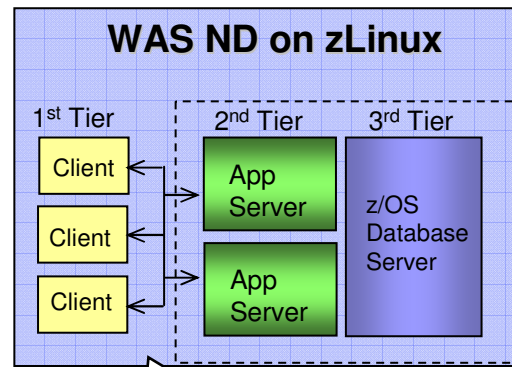 WAS ND on zLinux
1st Tier
2nd Tier
3rd Tier
Client
Client
Client
App
Server
App
Server
z/OS
Database
Server